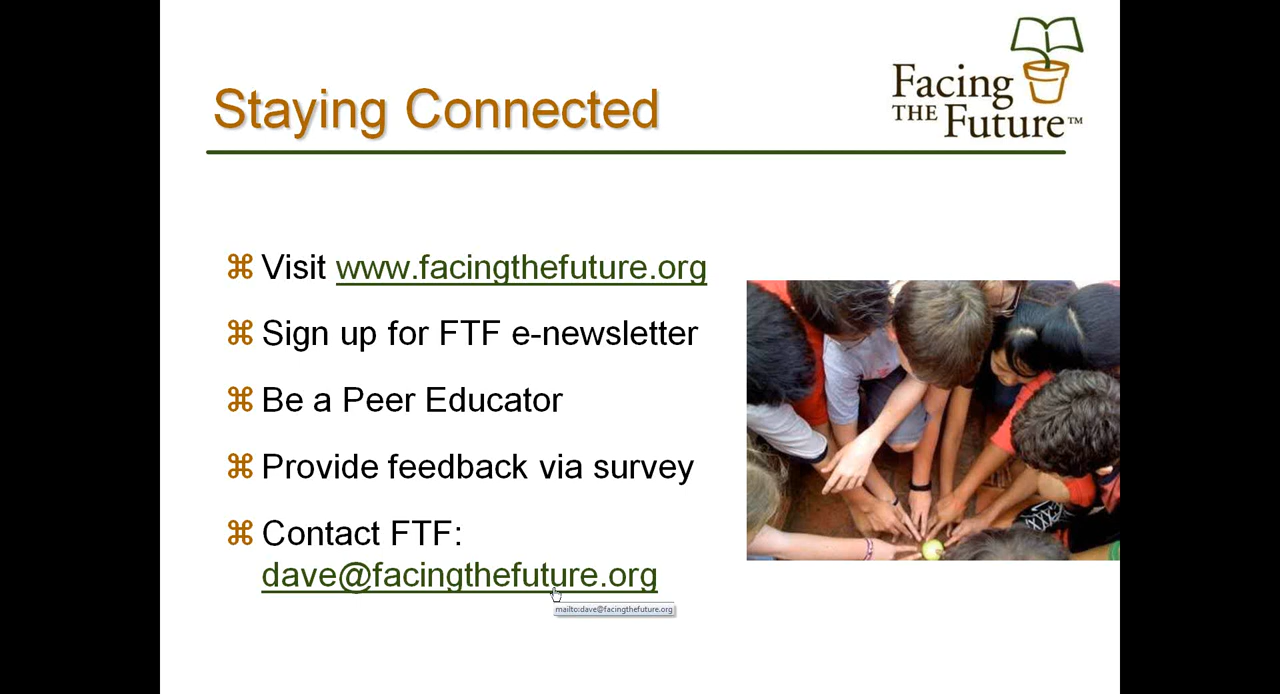 Facing
THE Future™
Staying Connected
⌘ Visit www.facingthefuture.org
⌘ Sign up for FTF e-newsletter
⌘ Be a Peer Educator
⌘ Provide feedback via survey
⌘ Contact FTF:
dave@facingthefuture.org
mailto:dave@facingthefuture.org